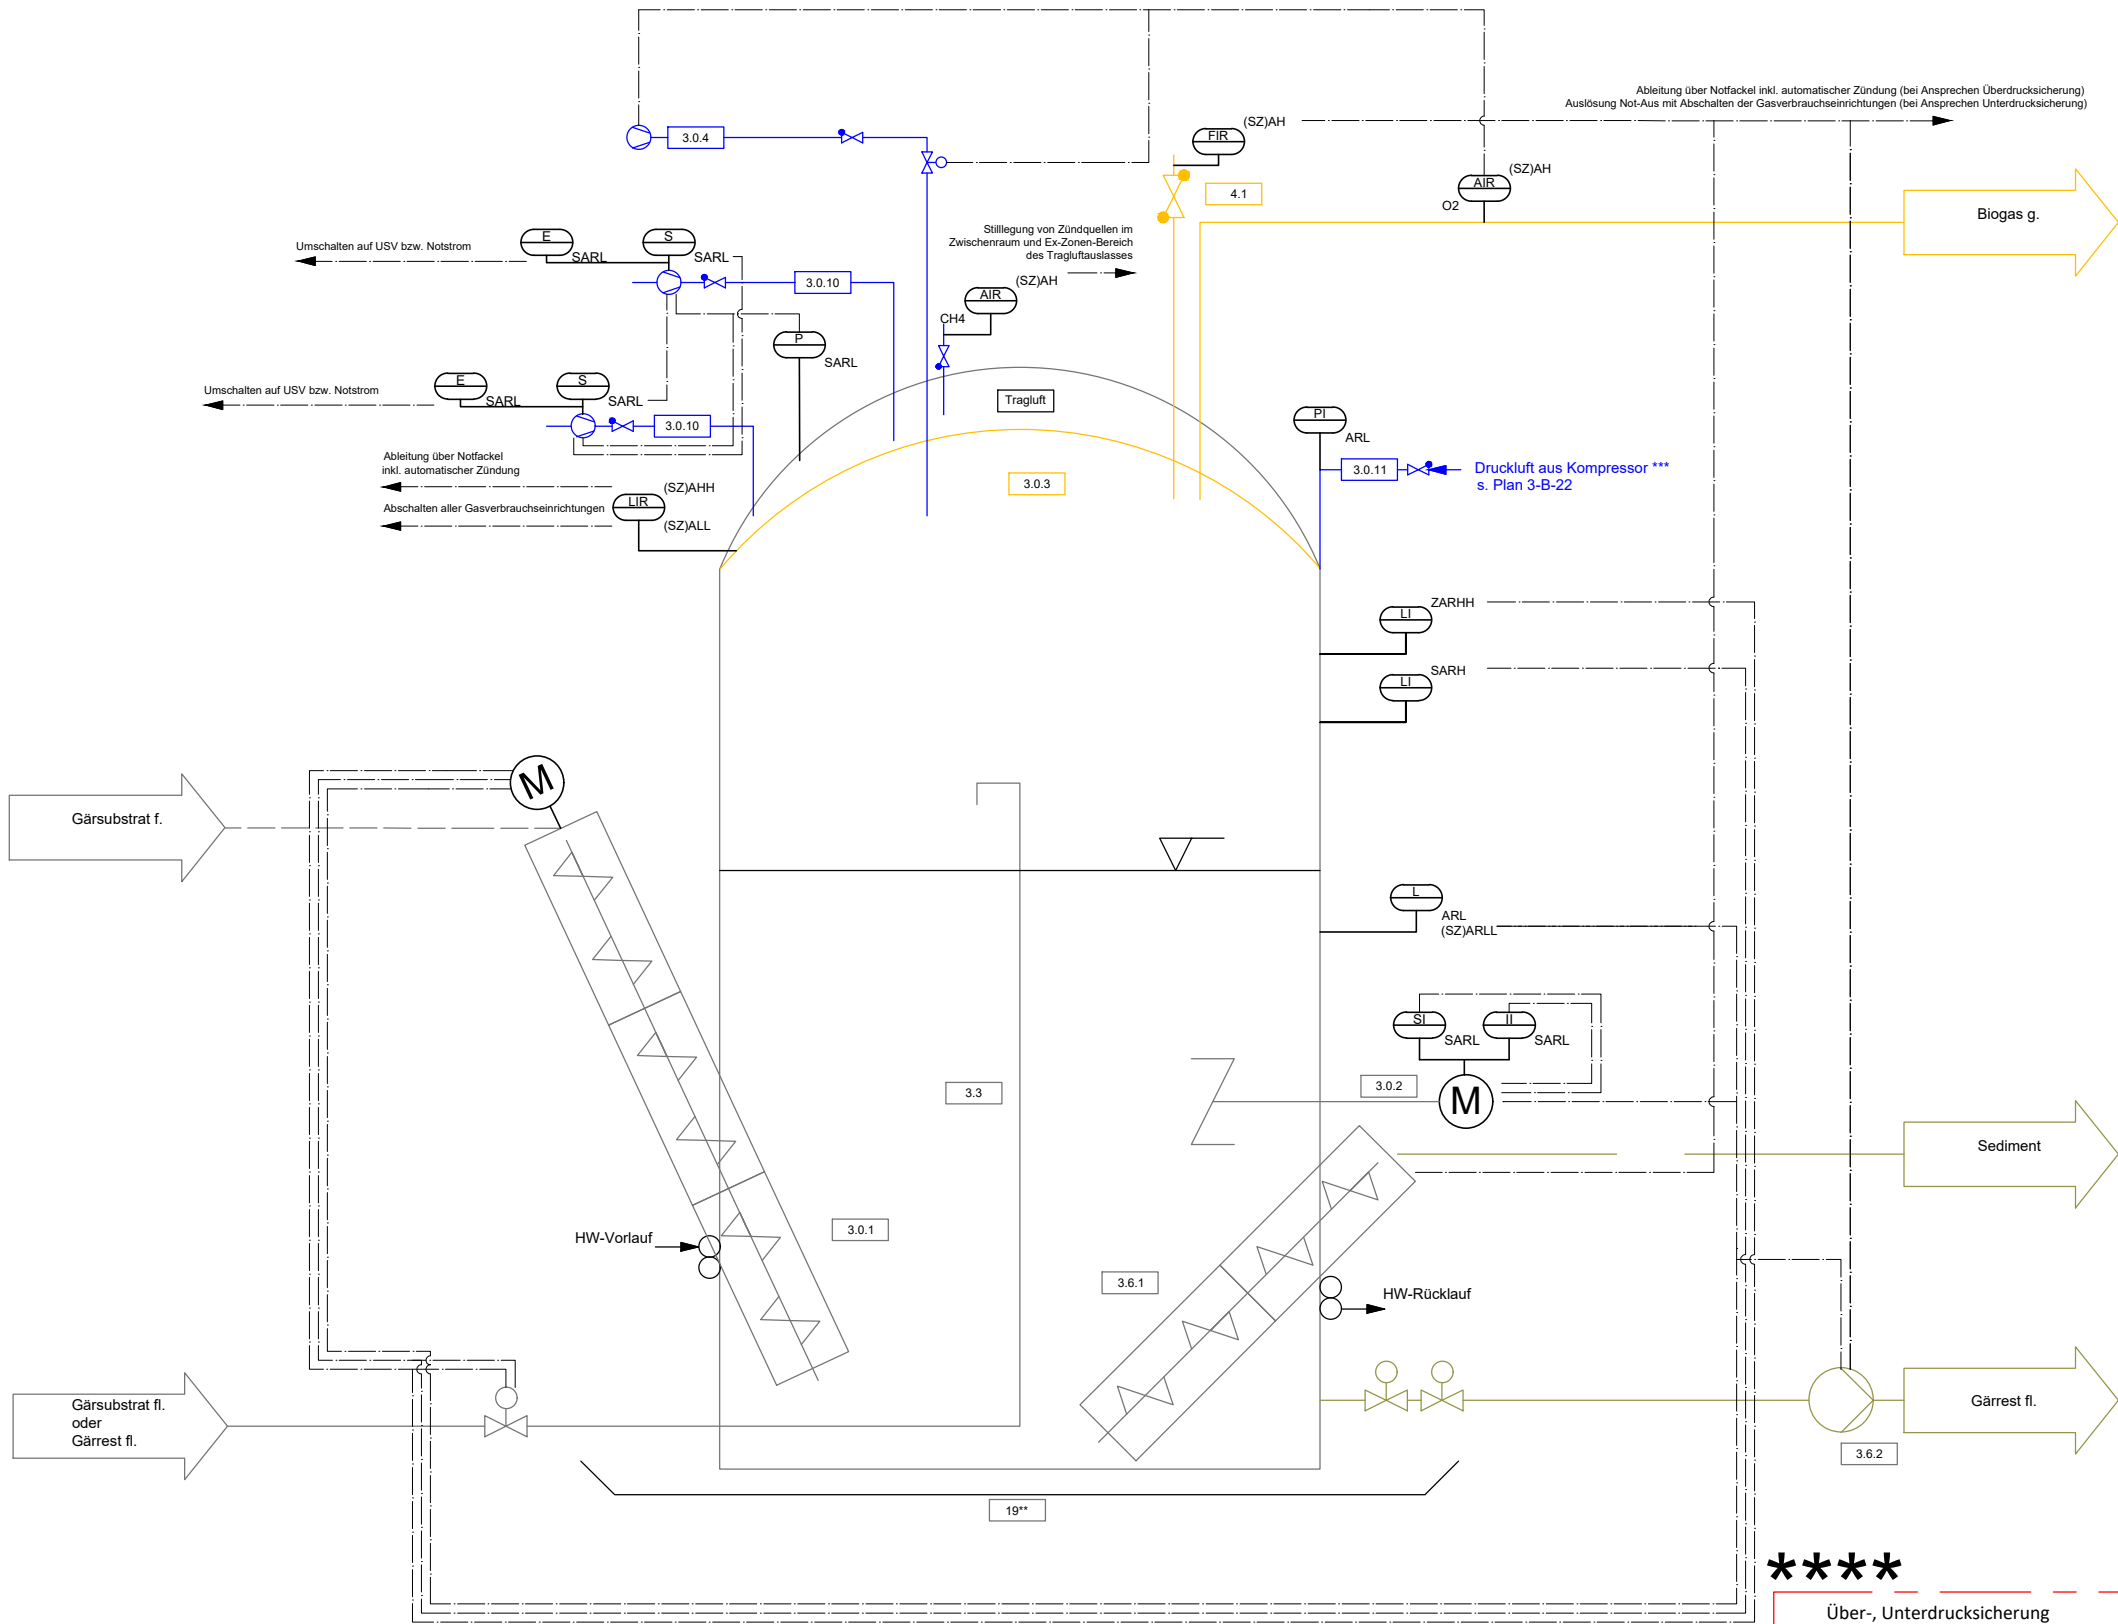 Ableitung über Notfackel inkl. automatischer Zündung (bei Ansprechen Überdrucksicherung)
Auslösung Not-Aus mit Abschalten der Gasverbrauchseinrichtungen (bei Ansprechen Unterdrucksicherung)
3.0.4
FIR
(SZ)AH
4.1
AIR
(SZ)AH
O2
Biogas g.
Umschalten auf USV bzw. Notstrom
E
SARL
S
SARL
3.0.10
Stilllegung von Zündquellen im
Zwischenraum und Ex-Zonen-Bereich
des Tragluftauslasses
AIR
(SZ)AH
CH4
P
SARL
Umschalten auf USV bzw. Notstrom
E
SARL
S
SARL
3.0.10
Tragluft
PI
ARL
3.0.11
Druckluft aus Kompressor ***
s. Plan 3-B-22
Ableitung über Notfackel
inkl. automatischer Zündung
Abschalten aller Gasverbrauchseinrichtungen
LIR
(SZ)AHH
(SZ)ALL
3.0.3
LI
ZARHH
LI
SARH
M
Gärsubstrat f.
L
ARL
(SZ)ARLL
SI
SARL
II
SARL
3.3
3.0.2
M
Sediment
3.0.1
HW-Vorlauf
3.6.1
HW-Rücklauf
Gärsubstrat fl.
oder
Gärrest fl.
Gärrest fl.
3.6.2
19**
****
Über-, Unterdrucksicherung